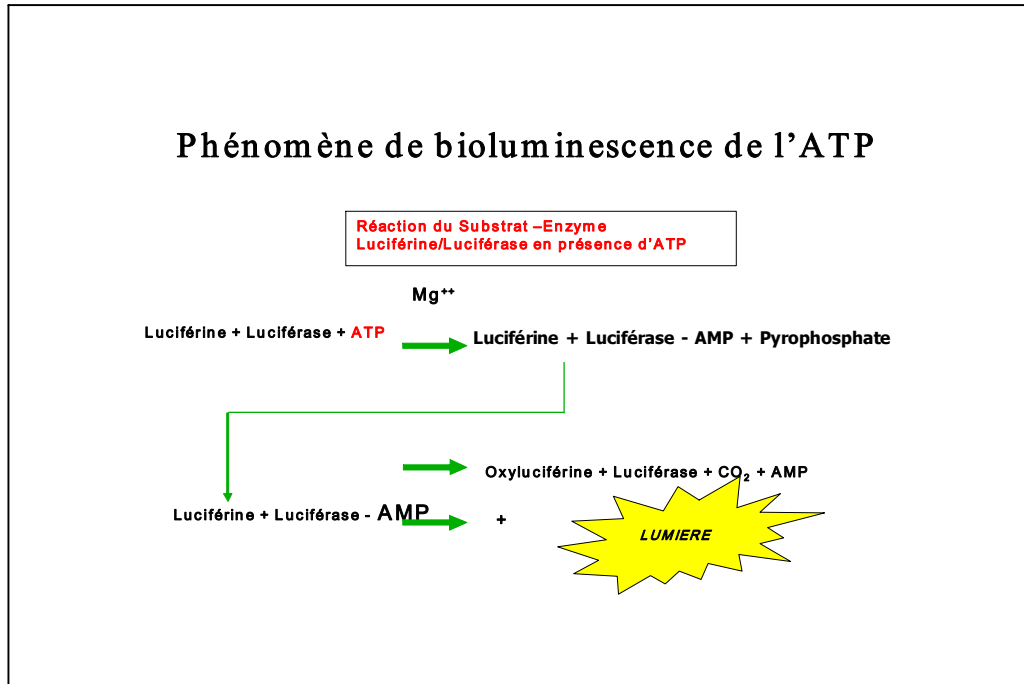 Phénomène de bioluminescence de l’ATP
Réaction du Substrat –Enzyme
Luciférine/Luciférase en présence d’ATP
Mg⁺⁺
Luciférine + Luciférase + ATP
Luciférine + Luciférase - AMP + Pyrophosphate
Oxyluciférine + Luciférase + CO₂ + AMP
Luciférine + Luciférase - AMP
+
LUMIERE